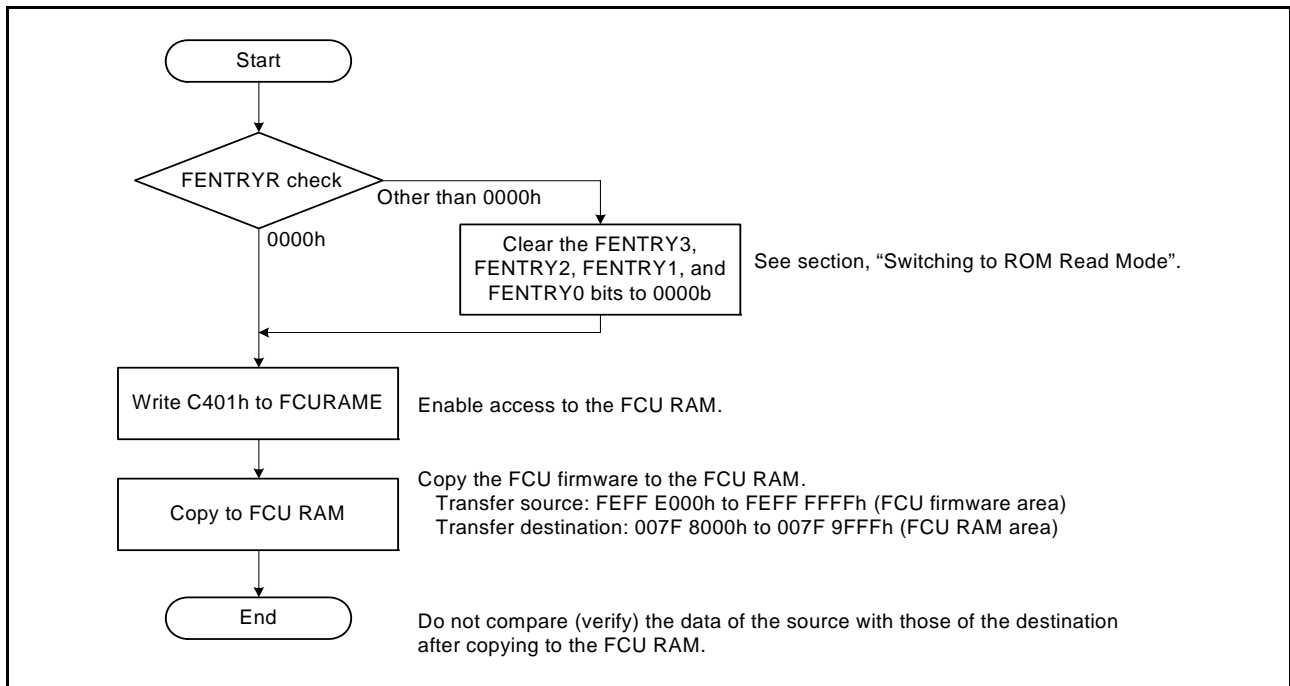 Start
FENTRYR check
Other than 0000h
0000h
Clear the FENTRY3,
FENTRY2, FENTRY1, and
FENTRY0 bits to 0000b
See section, “Switching to ROM Read Mode”.
Write C401h to FCURAME
Enable access to the FCU RAM.
Copy to FCU RAM
Copy the FCU firmware to the FCU RAM.
Transfer source: FEFF E000h to FEFF FFFFh (FCU firmware area)
Transfer destination: 007F 8000h to 007F 9FFFh (FCU RAM area)
End
Do not compare (verify) the data of the source with those of the destination
after copying to the FCU RAM.